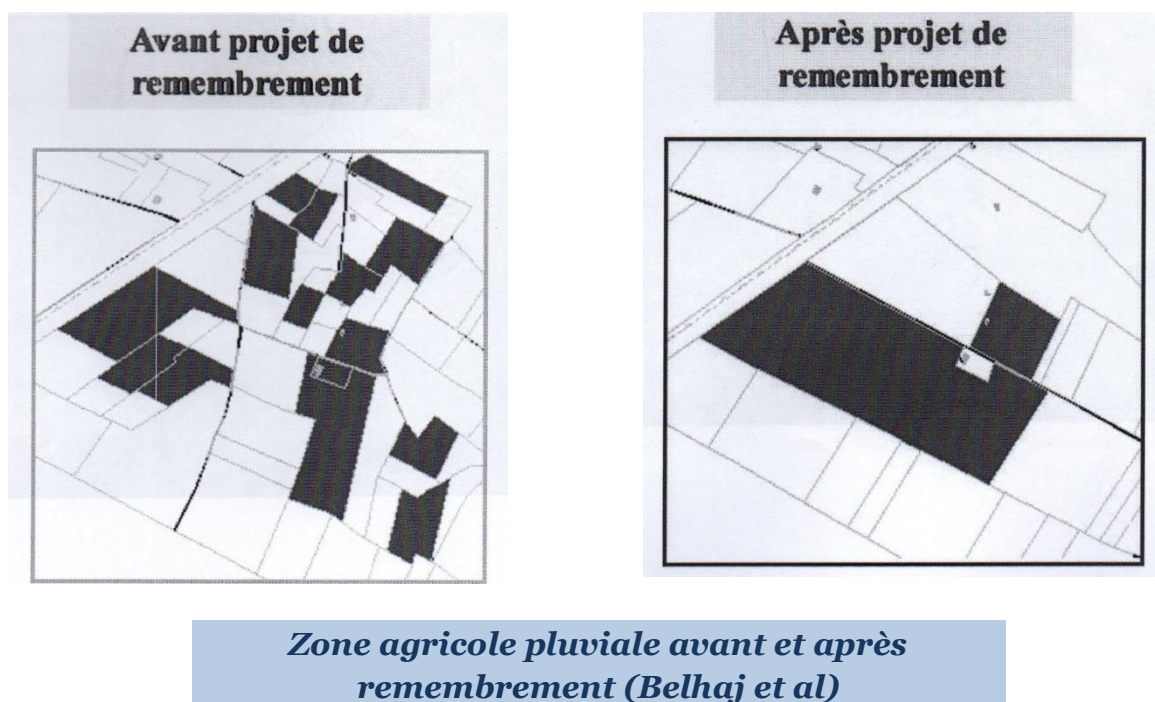 Avant projet de
remembrement
Après projet de
remembrement
Zone agricole pluviale avant et après
remembrement (Belhaj et al)